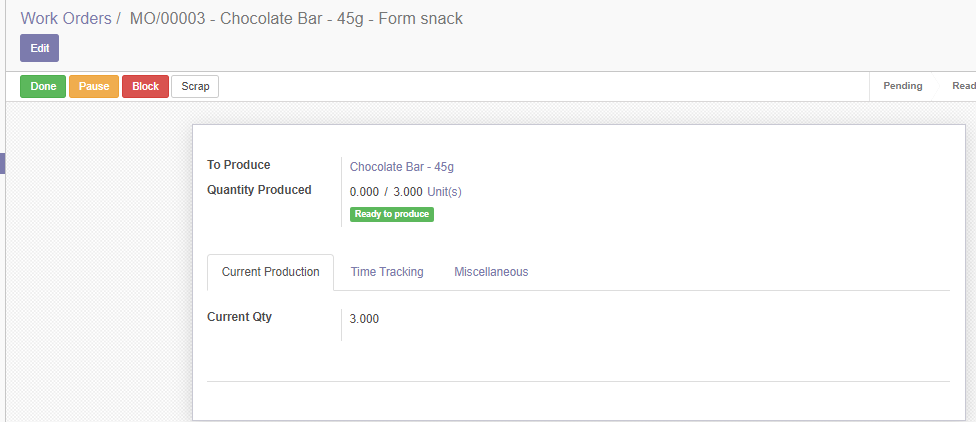 Work Orders / MO/00003 - Chocolate Bar - 45g - Form snack
Edit
Done Pause Block Scrap Pending Read
To Produce Chocolate Bar - 45g
Quantity Produced 0.000 / 3.000 Unit(s)
Ready to produce
Current Production Time Tracking Miscellaneous
Current Qty 3.000